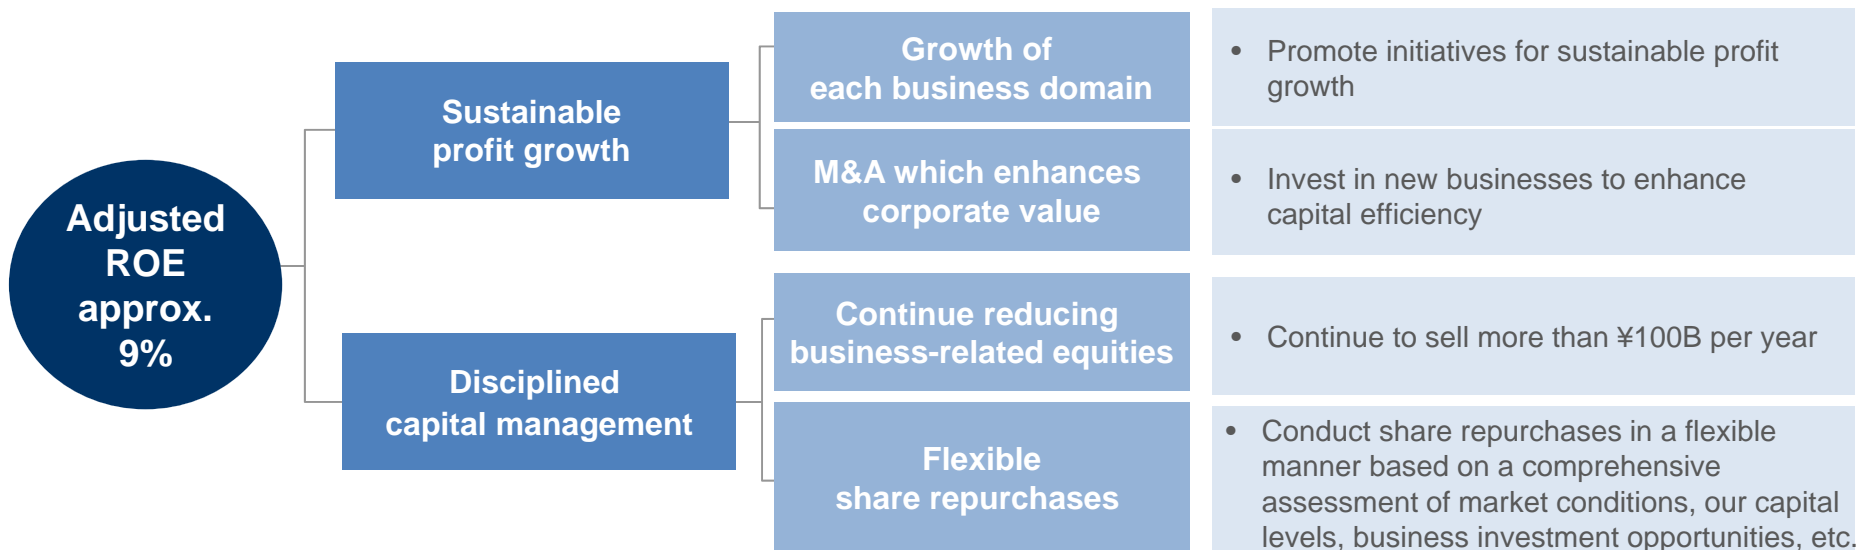 Adjusted
ROE
approx.
9%
Sustainable
profit growth
Growth of
each business domain
• Promote initiatives for sustainable profit
growth
M&A which enhances
corporate value
• Invest in new businesses to enhance
capital efficiency
Disciplined
capital management
Continue reducing
business-related equities
• Continue to sell more than ¥100B per year
Flexible
share repurchases
• Conduct share repurchases in a flexible
manner based on a comprehensive
assessment of market conditions, our capital
levels, business investment opportunities, etc.